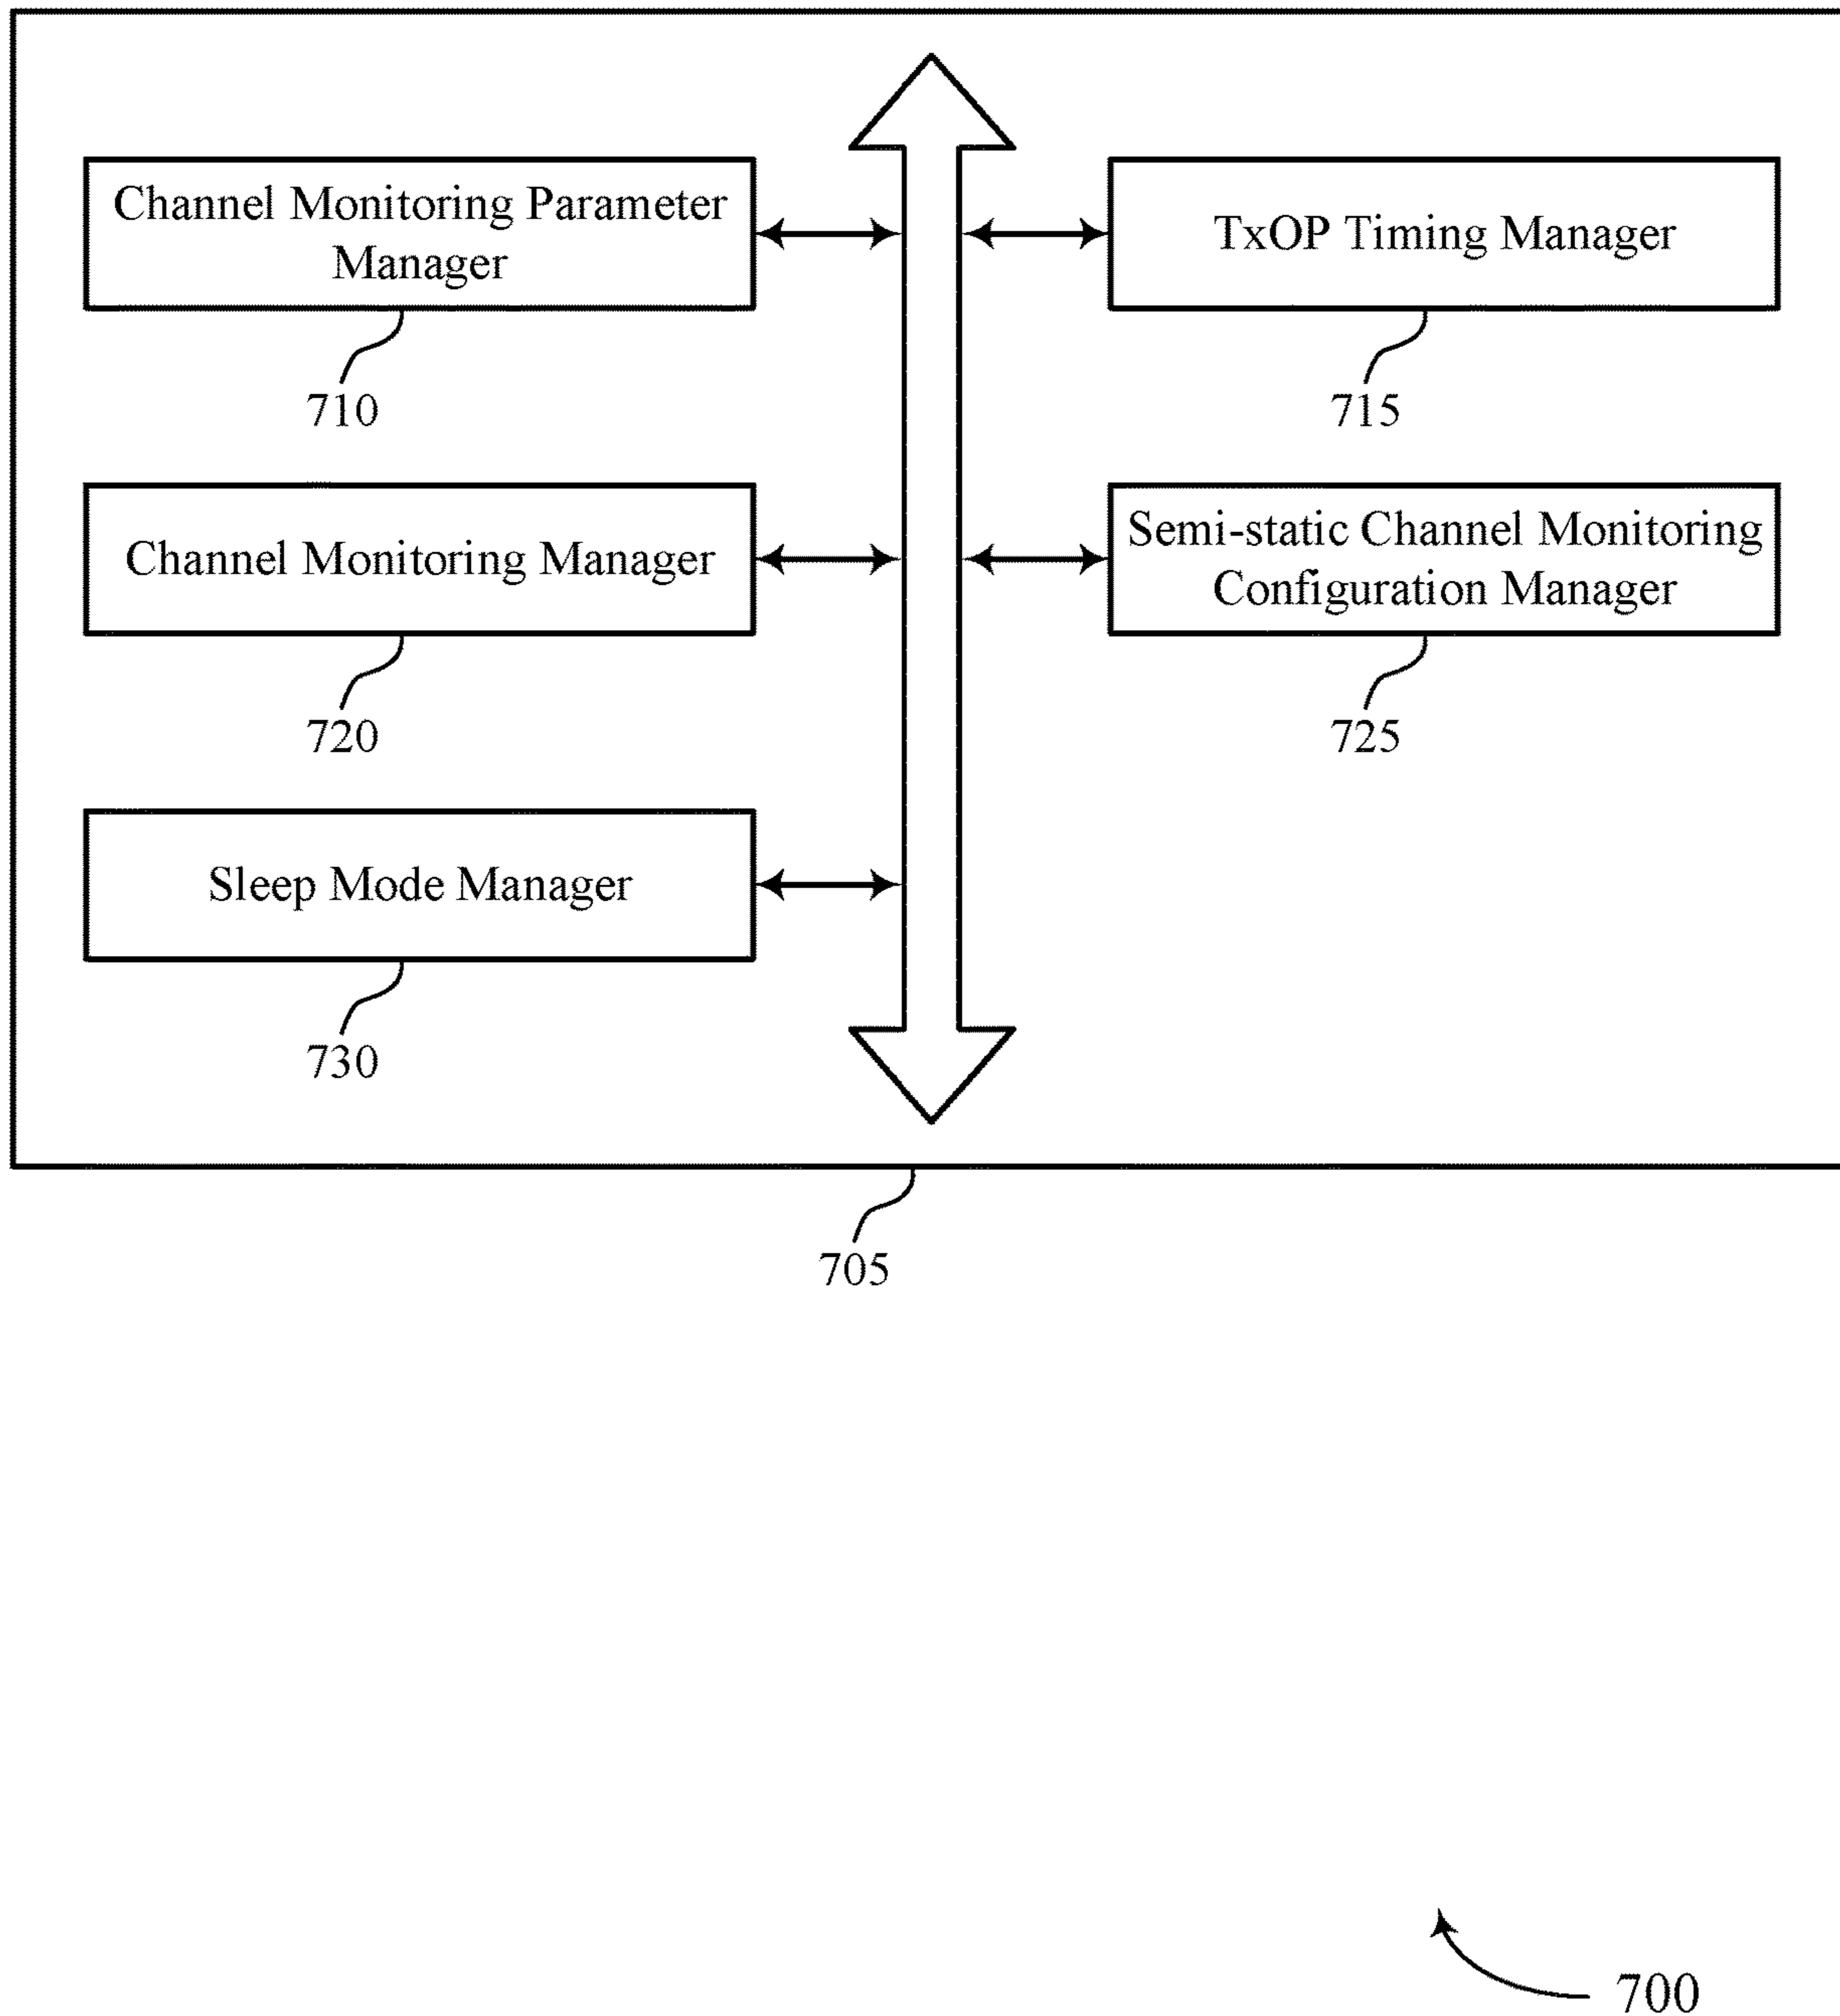 Channel Monitoring Parameter
Manager
710
TxOP Timing Manager
715
Channel Monitoring Manager
720
Semi-static Channel Monitoring
Configuration Manager
725
Sleep Mode Manager
730
705
700